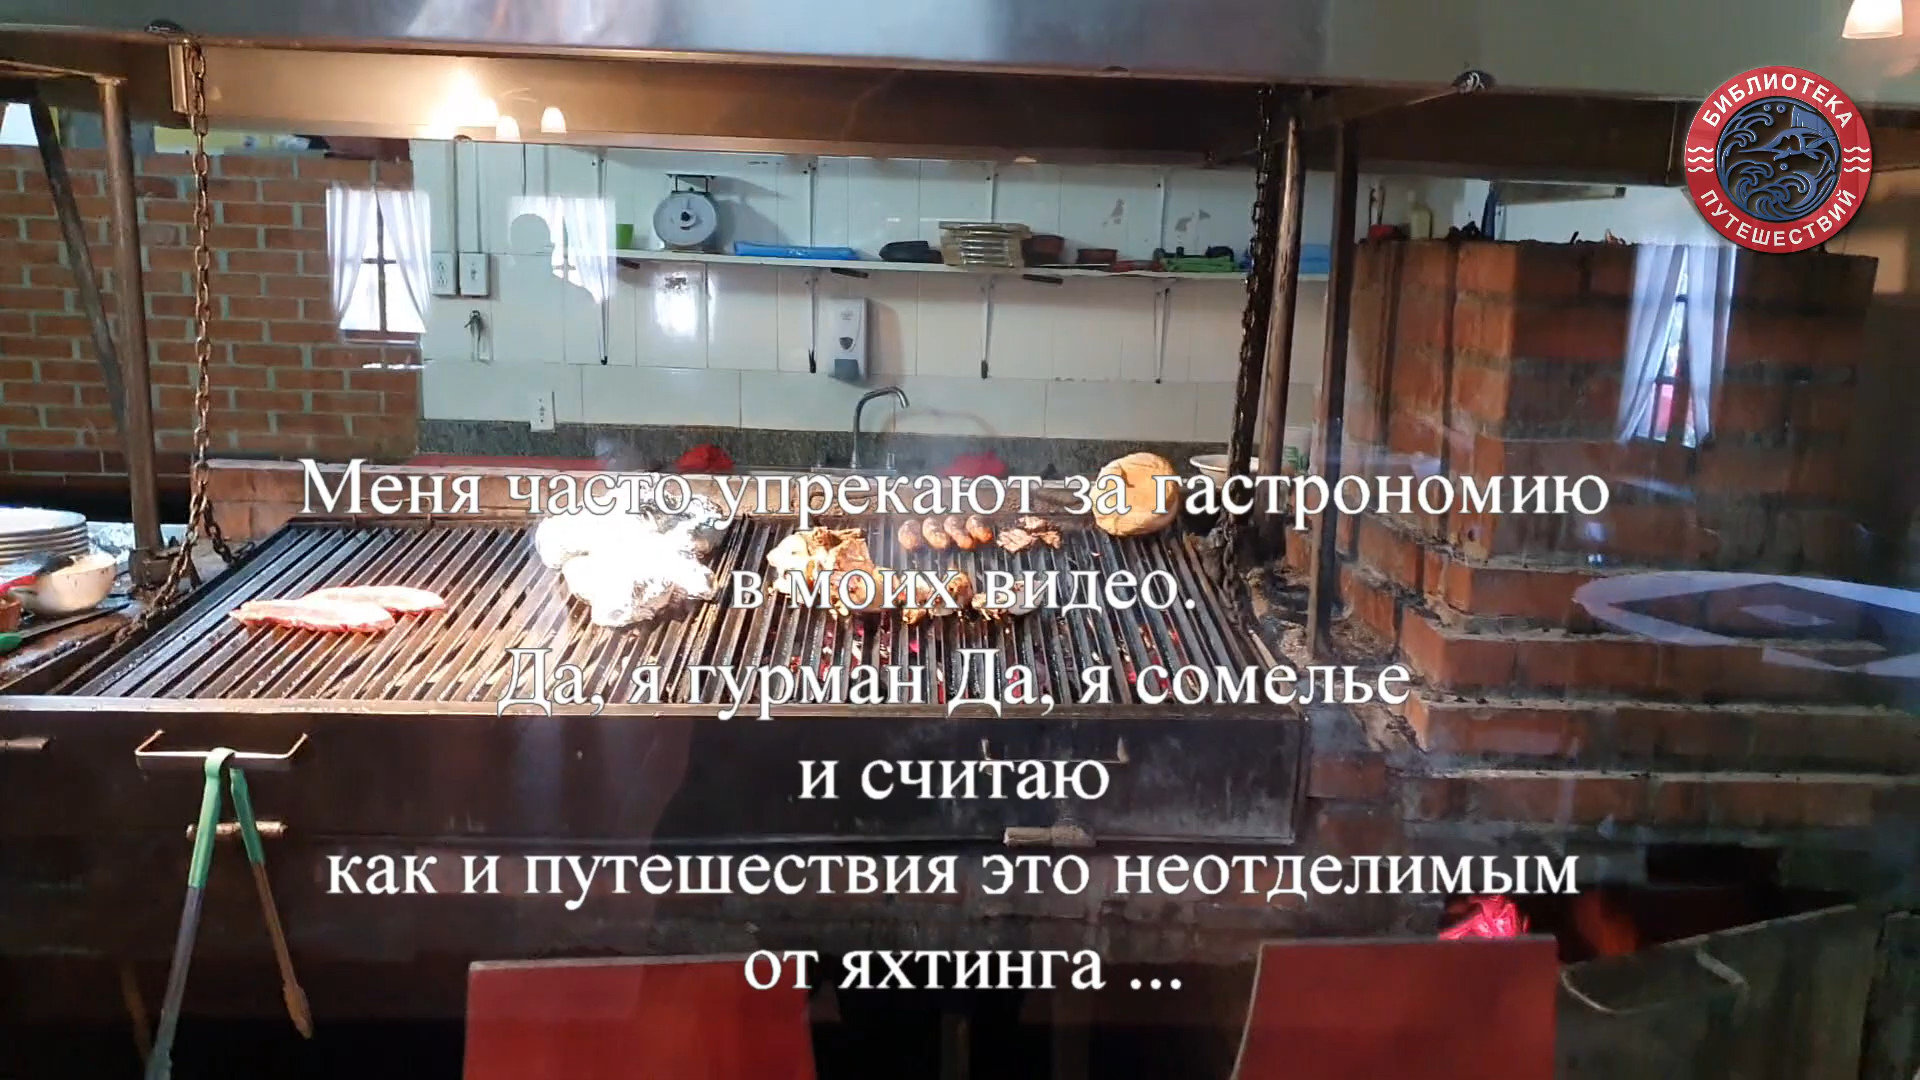 БИБЛИОТЕКА
ПУТЕШЕСТВИЙ
Меня часто упрекают за гастрономию
в моих видео.
Да, я гурман Да, я сомелье
и считаю
как и путешествия это неотделимым
от яхтинга ...